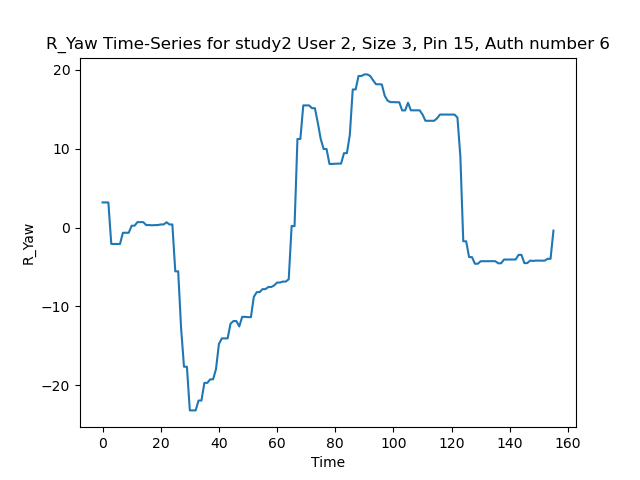 R_Yaw Time-Series for study2 User 2, Size 3, Pin 15, Auth number 6
20
10
0
−10
−20
R_Yaw
0 20 40 60 80 100 120 140 160
Time